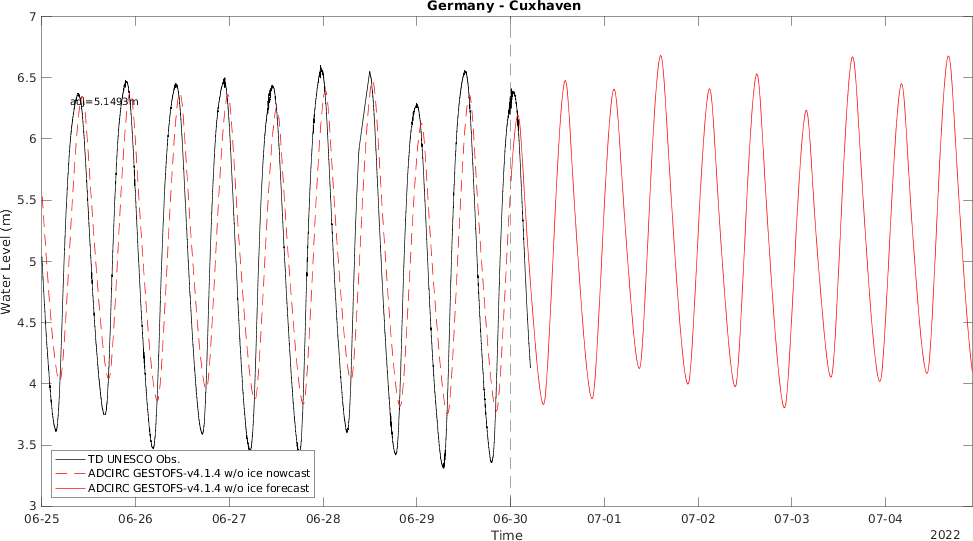 Germany - Cuxhaven
7
6.5
6
5.5
5
4.5
4
3.5
3
Water Level (m)
adj=5.1493m
TD UNESCO Obs.
ADCIRC GESTOFS-v4.1.4 w/o ice nowcast
ADCIRC GESTOFS-v4.1.4 w/o ice forecast
06-25 06-26 06-27 06-28 06-29 06-30 07-01 07-02 07-03 07-04
Time
2022